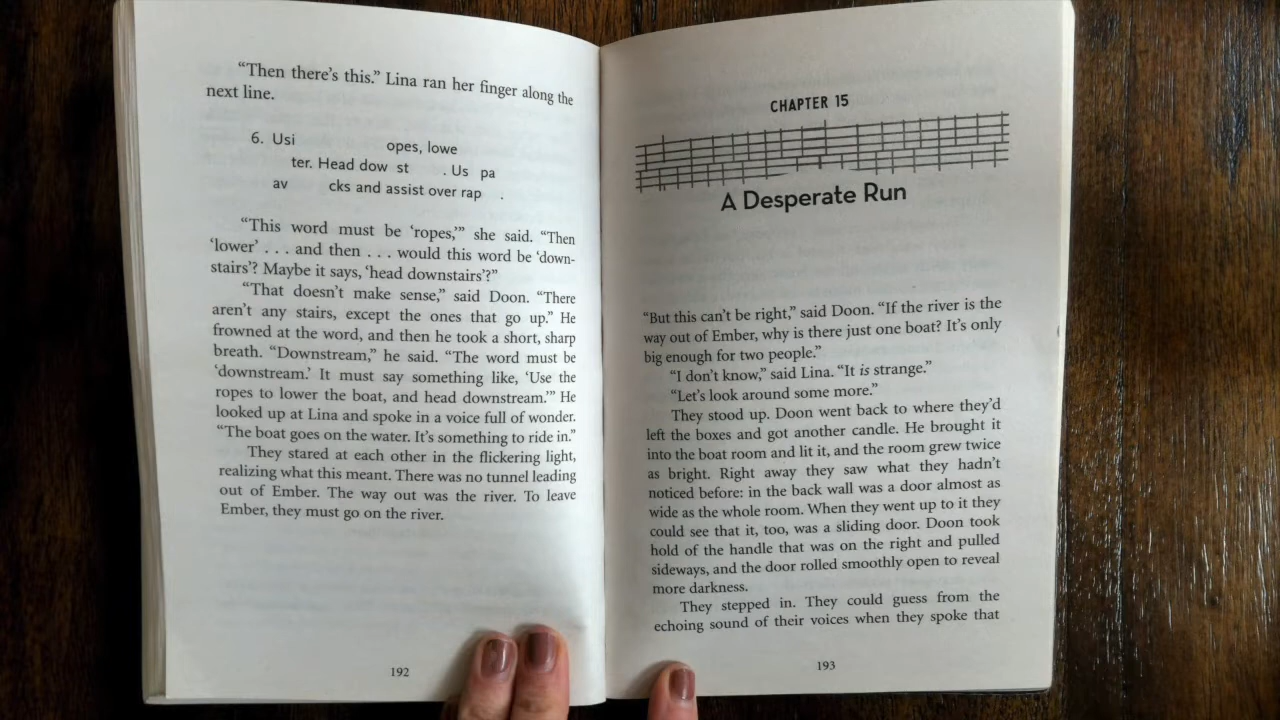 “Then there’s this.” Lina ran her finger along the
next line.
6. Usi opes, lowe
ter. Head dow st . Us pa
av cks and assist over rap .
“This word must be ‘ropes,’” she said. “Then
‘lower’ . . . and then . . . would this word be ‘down-
stairs’? Maybe it says, ‘head downstairs’?”
“That doesn’t make sense,” said Doon. “There
aren’t any stairs, except the ones that go up.” He
frowned at the word, and then he took a short, sharp
breath. “Downstream,” he said. “The word must be
‘downstream.’ It must say something like, ‘Use the
ropes to lower the boat, and head downstream.’” He
looked up at Lina and spoke in a voice full of wonder.
“The boat goes on the water. It’s something to ride in.”
They stared at each other in the flickering light,
realizing what this meant. There was no tunnel leading
out of Ember. The way out was the river. To leave
Ember, they must go on the river.
192
CHAPTER 15
A Desperate Run
“But this can’t be right,” said Doon. “If the river is the
way out of Ember, why is there just one boat? It’s only
big enough for two people.”
“I don’t know,” said Lina. “It is strange.”
“Let’s look around some more.”
They stood up. Doon went back to where they’d
left the boxes and got another candle. He brought it
into the boat room and lit it, and the room grew twice
as bright. Right away they saw what they hadn’t
noticed before: in the back wall was a door almost as
wide as the whole room. When they went up to it they
could see that it, too, was a sliding door. Doon took
hold of the handle that was on the right and pulled
sideways, and the door rolled smoothly open to reveal
more darkness.
They stepped in. They could guess from the
echoing sound of their voices when they spoke that
193